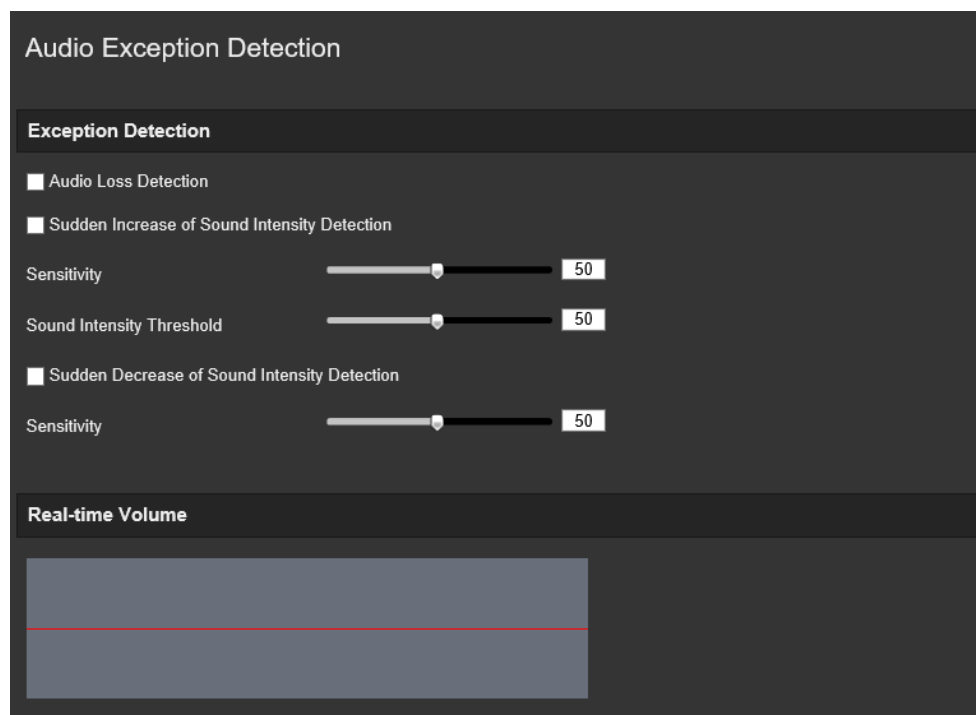 Audio Exception Detection
Exception Detection
Audio Loss Detection
Sudden Increase of Sound Intensity Detection
Sensitivity 50
Sound Intensity Threshold 50
Sudden Decrease of Sound Intensity Detection
Sensitivity 50
Real-time Volume